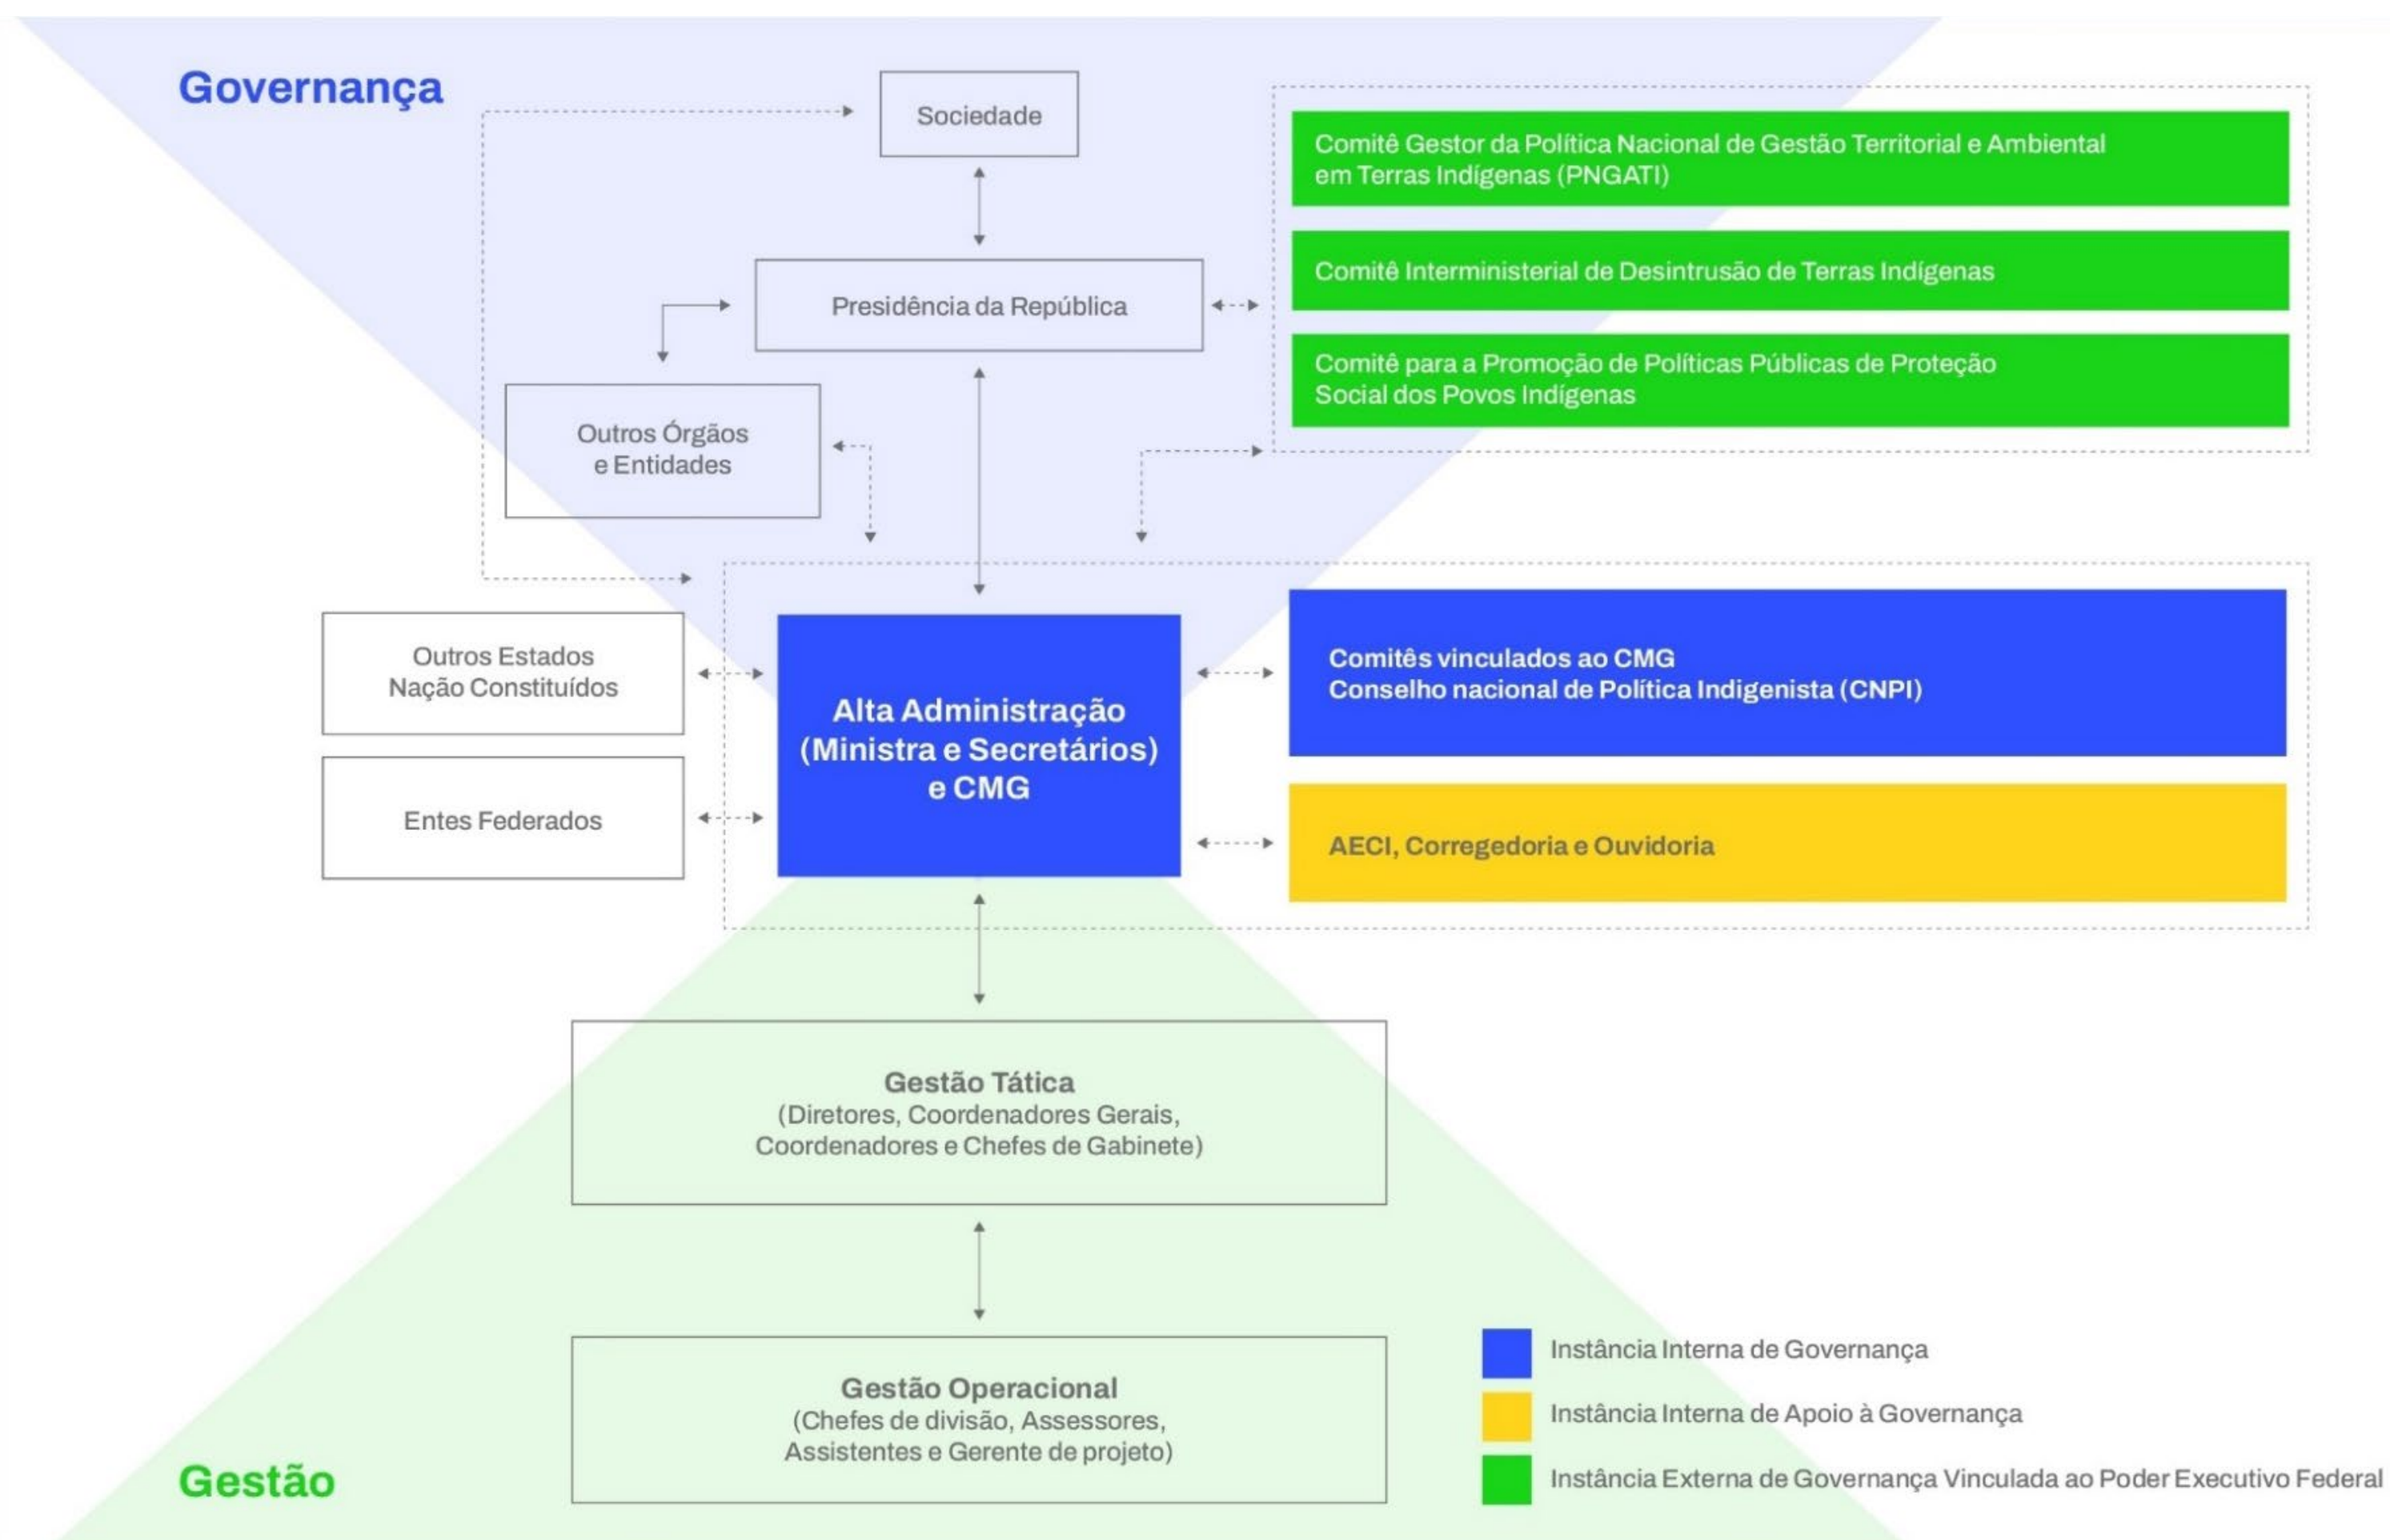 Governança
Sociedade
Comitê Gestor da Política Nacional de Gestão Territorial e Ambiental
em Terras Indígenas (PNGATI)
Comitê Interministerial de Desintrusão de Terras Indígenas
Presidência da República
Comitê para a Promoção de Políticas Públicas de Proteção
Social dos Povos Indígenas
Outros Órgãos
e Entidades
Outros Estados
Nação Constituídos
Entes Federados
Alta Administração
(Ministra e Secretários)
e CMG
Comitês vinculados ao CMG
Conselho nacional de Política Indigenista (CNPI)
AECI, Corregedoria e Ouvidoria
Gestão Tática
(Diretores, Coordenadores Gerais,
Coordenadores e Chefes de Gabinete)
Gestão Operacional
(Chefes de divisão, Assessores,
Assistentes e Gerente de projeto)
Gestão
Instância Interna de Governança
Instância Interna de Apoio à Governança
Instância Externa de Governança Vinculada ao Poder Executivo Federal